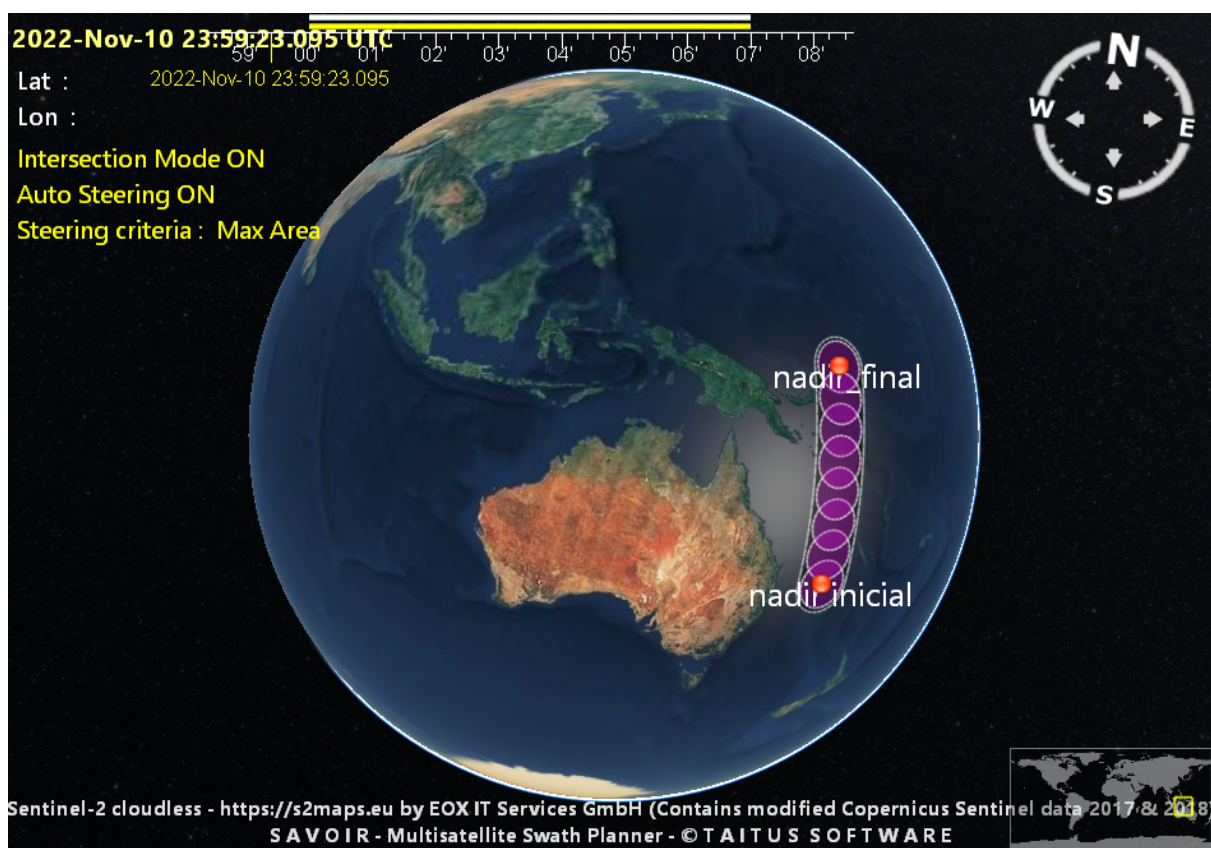 2022-Nov-10 23:59:23.095 UTC
59' 00' 01' 02' 03' 04' 05' 06' 07' 08'
Lat :
2022-Nov-10 23:59:23.095
Lon :
Intersection Mode ON
Auto Steering ON
Steering criteria : Max Area
N
W
E
S
nadir_final
nadir_inicial
Sentinel-2 cloudless - https://s2maps.eu by EOX IT Services GmbH (Contains modified Copernicus Sentinel data 2017 & 2018)
SAVOIR - Multisatellite Swath Planner - © TAITUS SOFTWARE